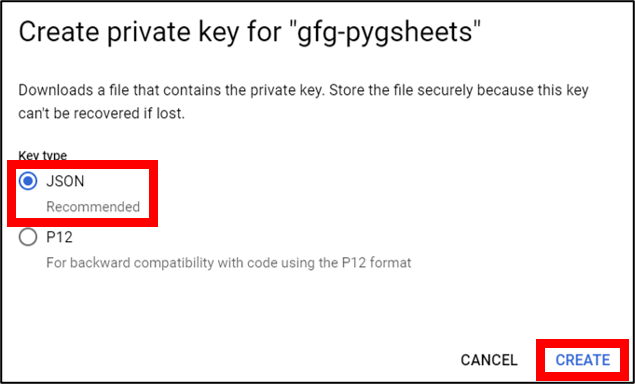 Create private key for "gfg-pygsheets"
Downloads a file that contains the private key. Store the file securely because this key
can't be recovered if lost.
Key type
JSON
Recommended
P12
For backward compatibility with code using the P12 format
CANCEL CREATE